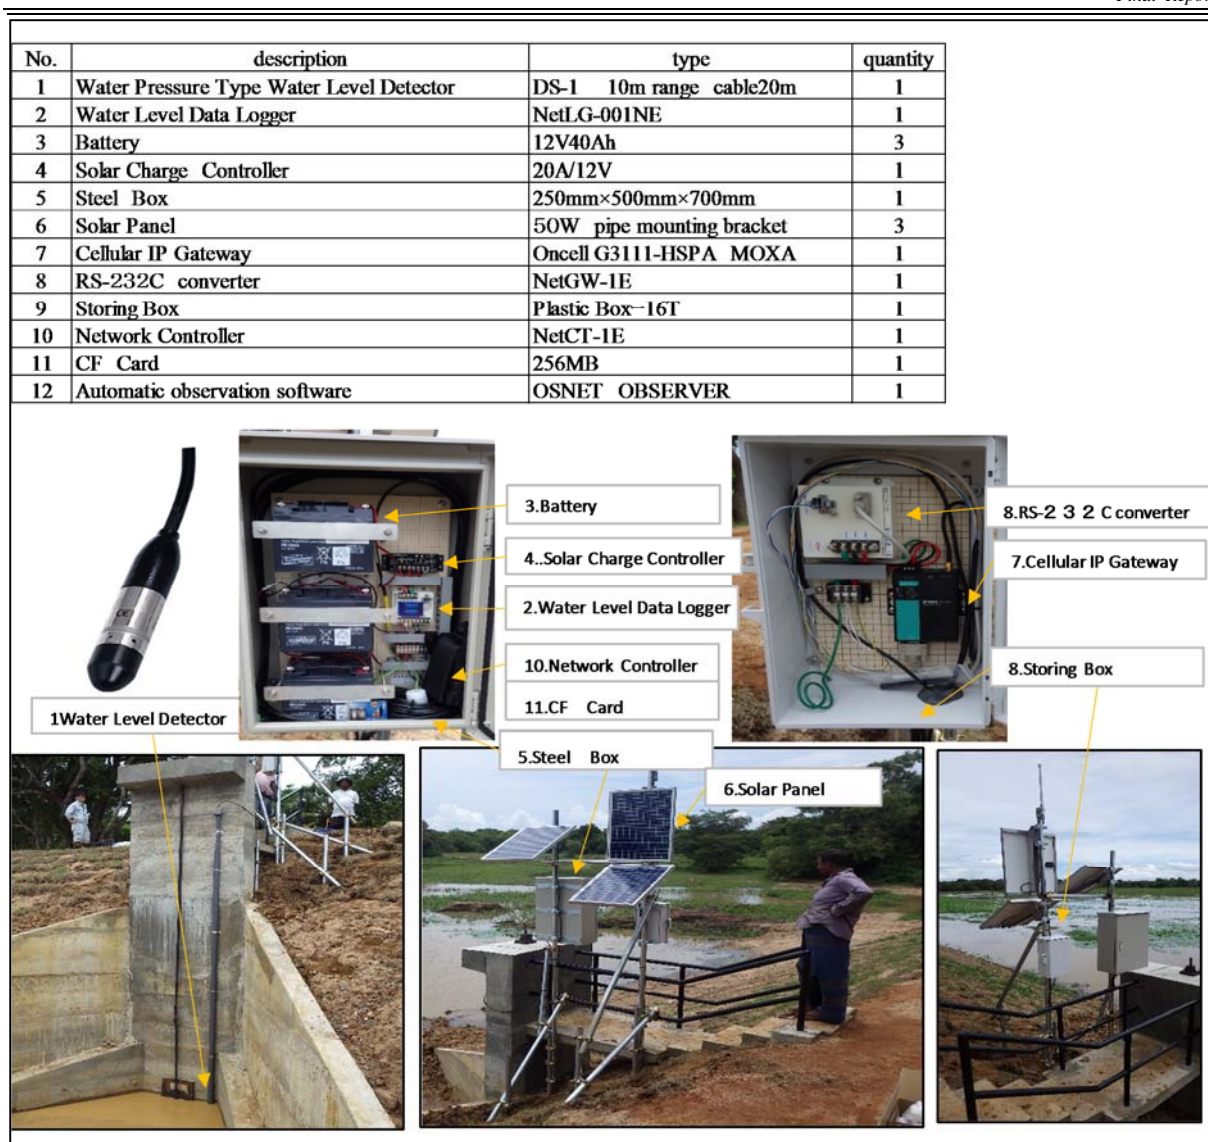 No. description type quantity
1 Water Pressure Type Water Level Detector DS-1 10m range cable20m 1
2 Water Level Data Logger NetLG-001NE 1
3 Battery 12V40Ah 3
4 Solar Charge Controller 20A/12V 1
5 Steel Box 250mm×500mm×700mm 1
6 Solar Panel 50W pipe mounting bracket 3
7 Cellular IP Gateway Oncell G3111-HSPA MOXA 1
8 RS-232C converter NetGW-1E 1
9 Storing Box Plastic Box-16T 1
10 Network Controller NetCT-1E 1
11 CF Card 256MB 1
12 Automatic observation software OSNET OBSERVER 1
3.Battery
4..Solar Charge Controller
2.Water Level Data Logger
10.Network Controller
11.CF Card
5.Steel Box
8.RS-２３２C converter
7.Cellular IP Gateway
8.Storing Box
1Water Level Detector
6.Solar Panel
CE